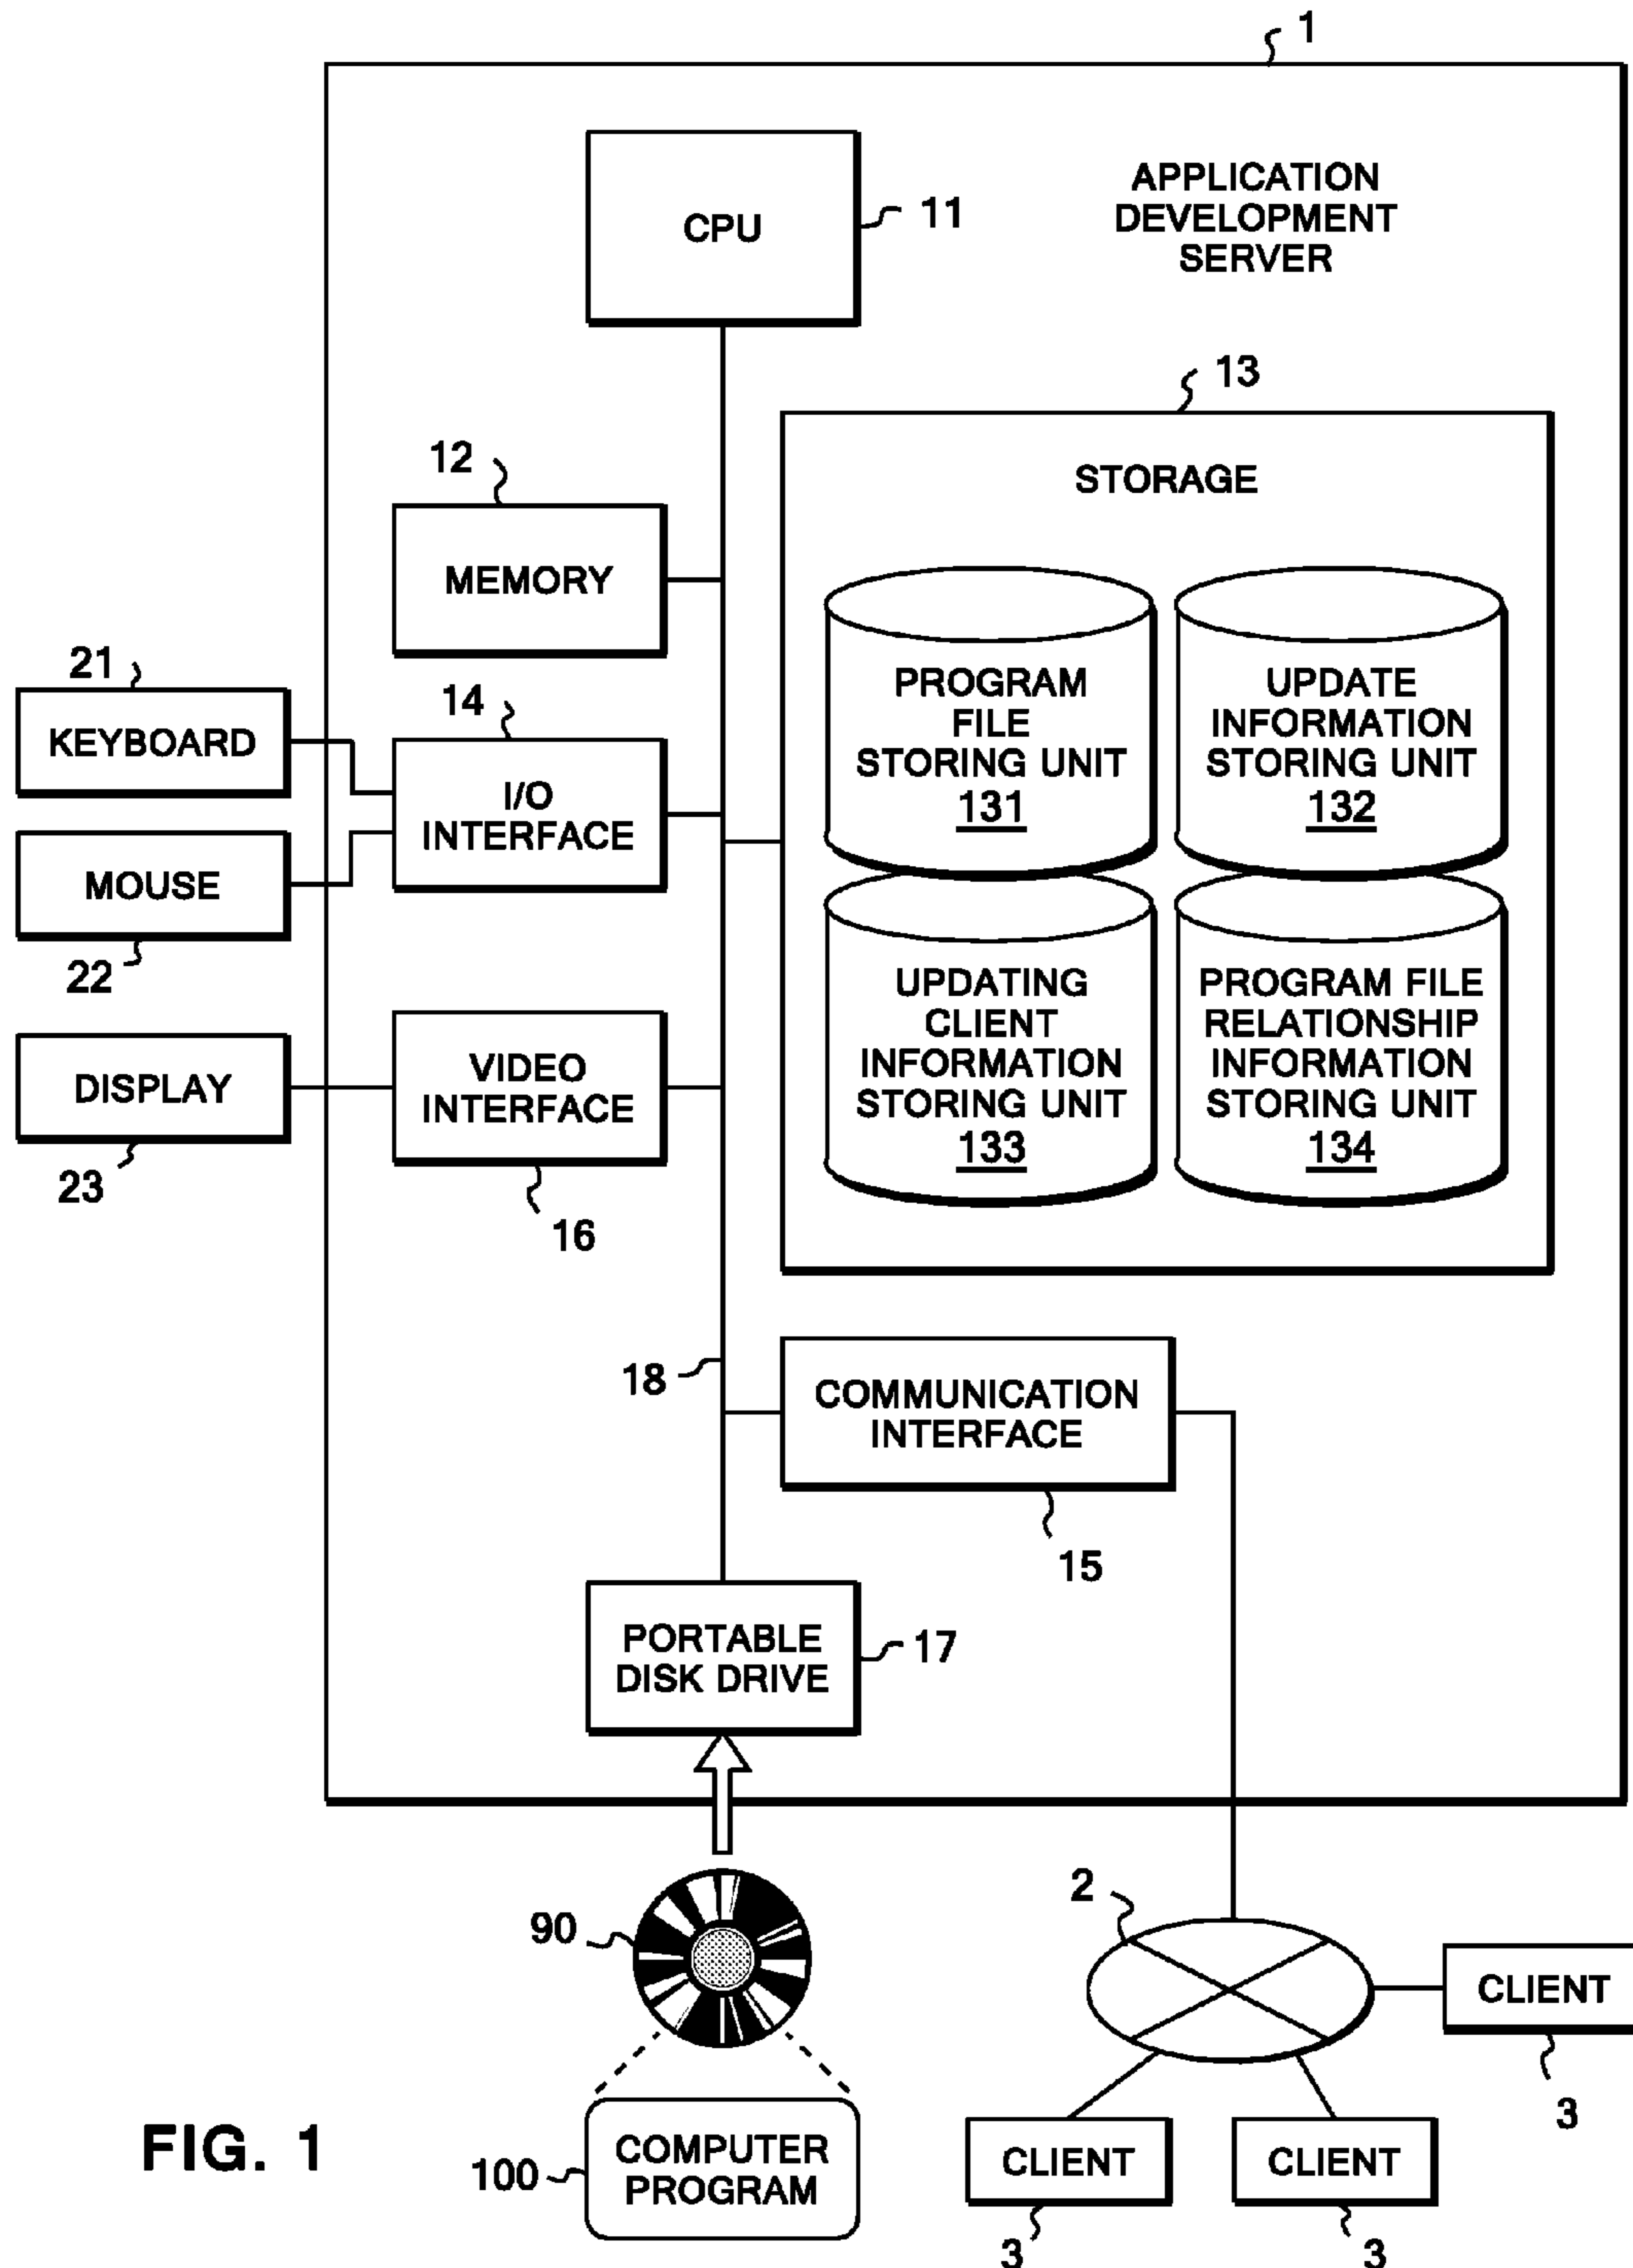 1
CPU
11
APPLICATION
DEVELOPMENT
SERVER
13
STORAGE
12
MEMORY
21
KEYBOARD
14
I/O
INTERFACE
MOUSE
22
PROGRAM
FILE
STORING UNIT
131
UPDATE
INFORMATION
STORING UNIT
132
UPDATING
CLIENT
INFORMATION
STORING UNIT
133
PROGRAM FILE
RELATIONSHIP
INFORMATION
STORING UNIT
134
DISPLAY
23
VIDEO
INTERFACE
16
18
COMMUNICATION
INTERFACE
15
PORTABLE
DISK DRIVE
17
90
2
CLIENT
3
COMPUTER
PROGRAM
100
CLIENT
3
CLIENT
3
FIG. 1